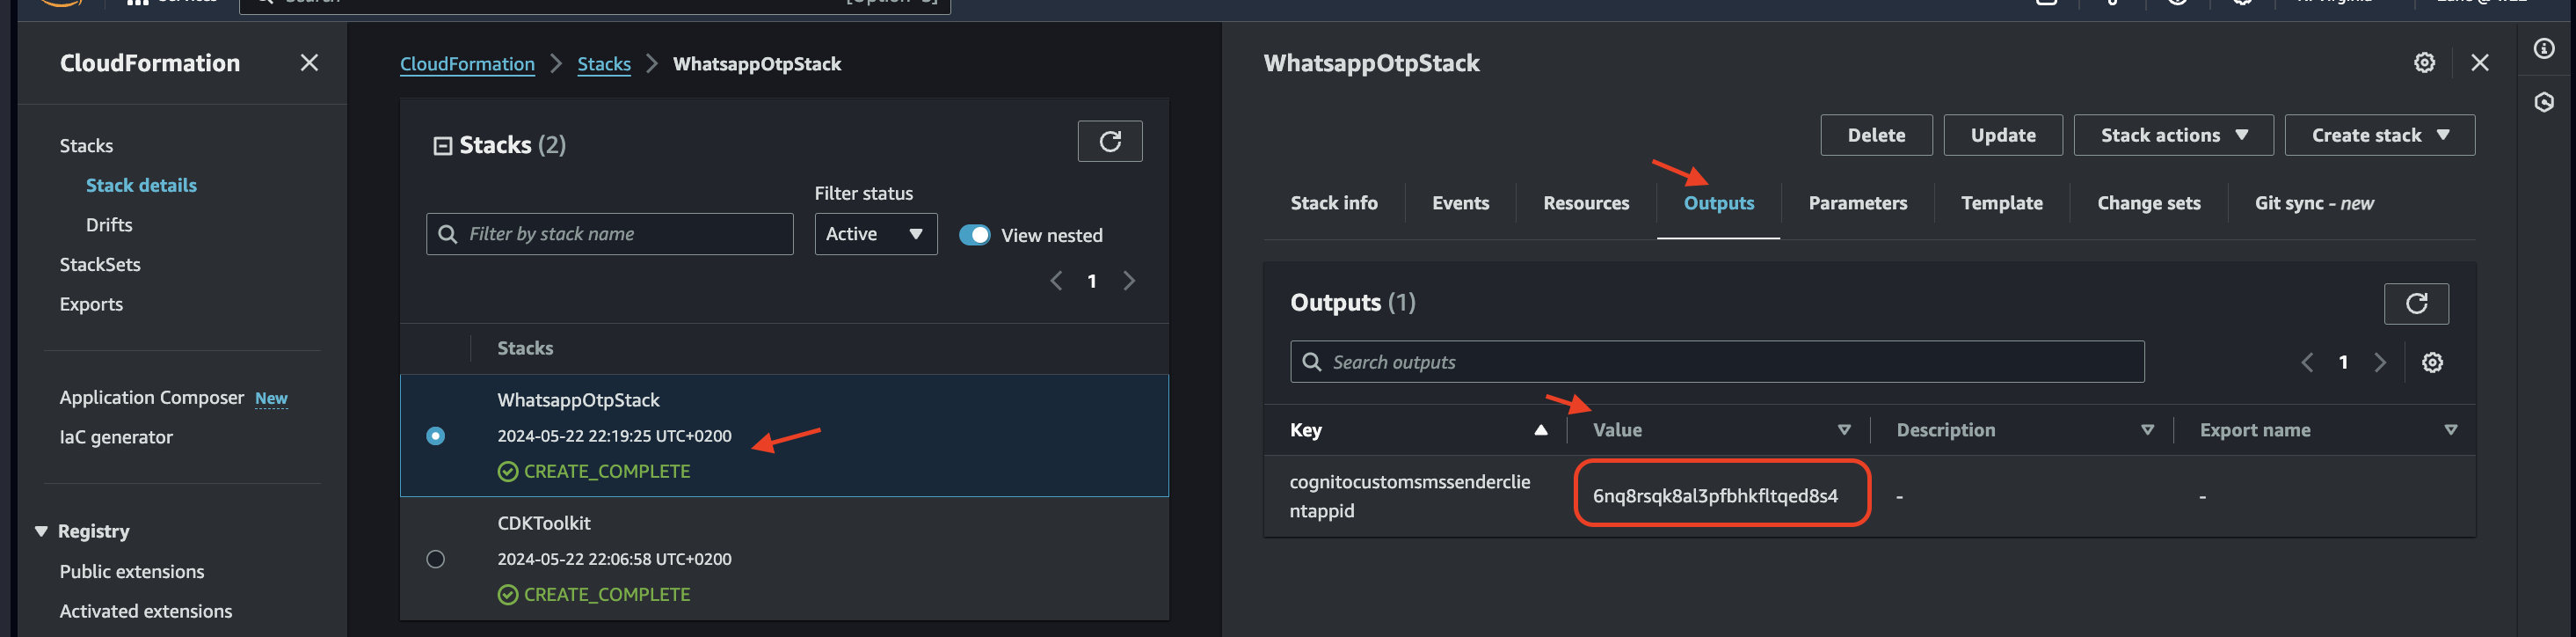 CloudFormation
Stacks
Stack details
Drifts
StackSets
Exports
Application Composer New
IaC generator
Registry
Public extensions
Activated extensions
CloudFormation
Stacks
WhatsappOtpStack
Stacks (2)
Filter status
Filter by stack name
Active
View nested
1
Stacks
WhatsappOtpStack
2024-05-22 22:19:25 UTC+0200
CREATE_COMPLETE
CDKToolkit
2024-05-22 22:06:58 UTC+0200
CREATE_COMPLETE
WhatsappOtpStack
Delete
Update
Stack actions
Create stack
Stack info
Events
Resources
Outputs
Parameters
Template
Change sets
Git sync - new
Outputs (1)
Search outputs
1
Key
Value
Description
Export name
cognitocustomsmssenderclie
ntappid
6nq8rsqk8al3pfbhkfltqed8s4
-
-